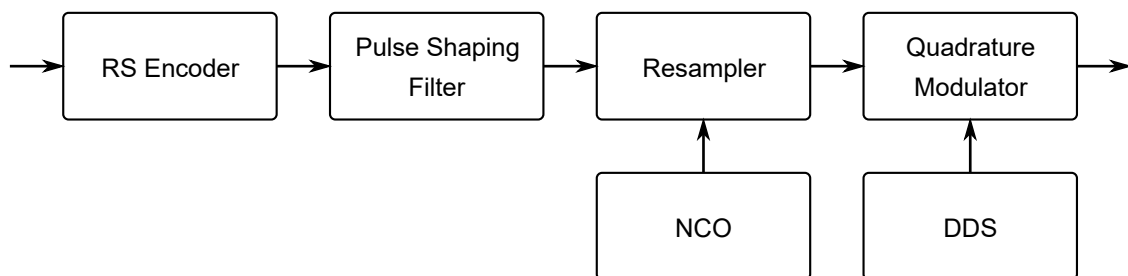 RS Encoder
Pulse Shaping
Filter
Resampler
Quadrature
Modulator
NCO
DDS